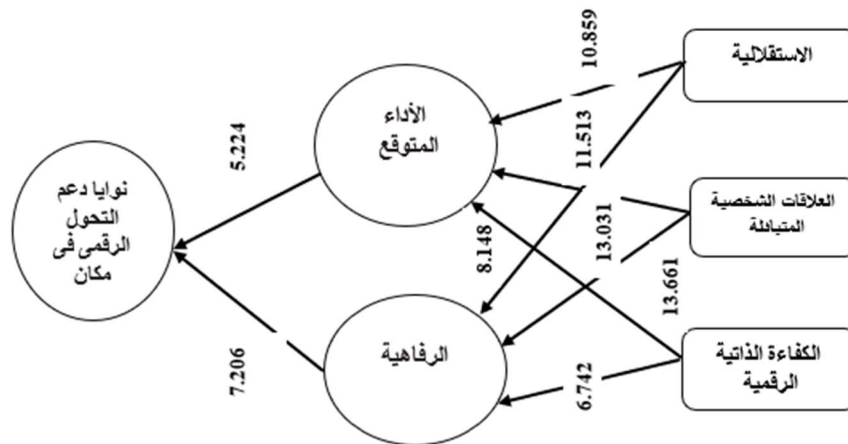 الاستقلالية
العلاقات الشخصية
المتبادلة
الكفاءة الذاتية
الرقمية
10.859
11.513
13.031
8.148
13.661
6.742
الأداء
المتوقع
الرفاهية
5.224
7.206
نوايا دعم
التحول
الرقمى فى
مكان